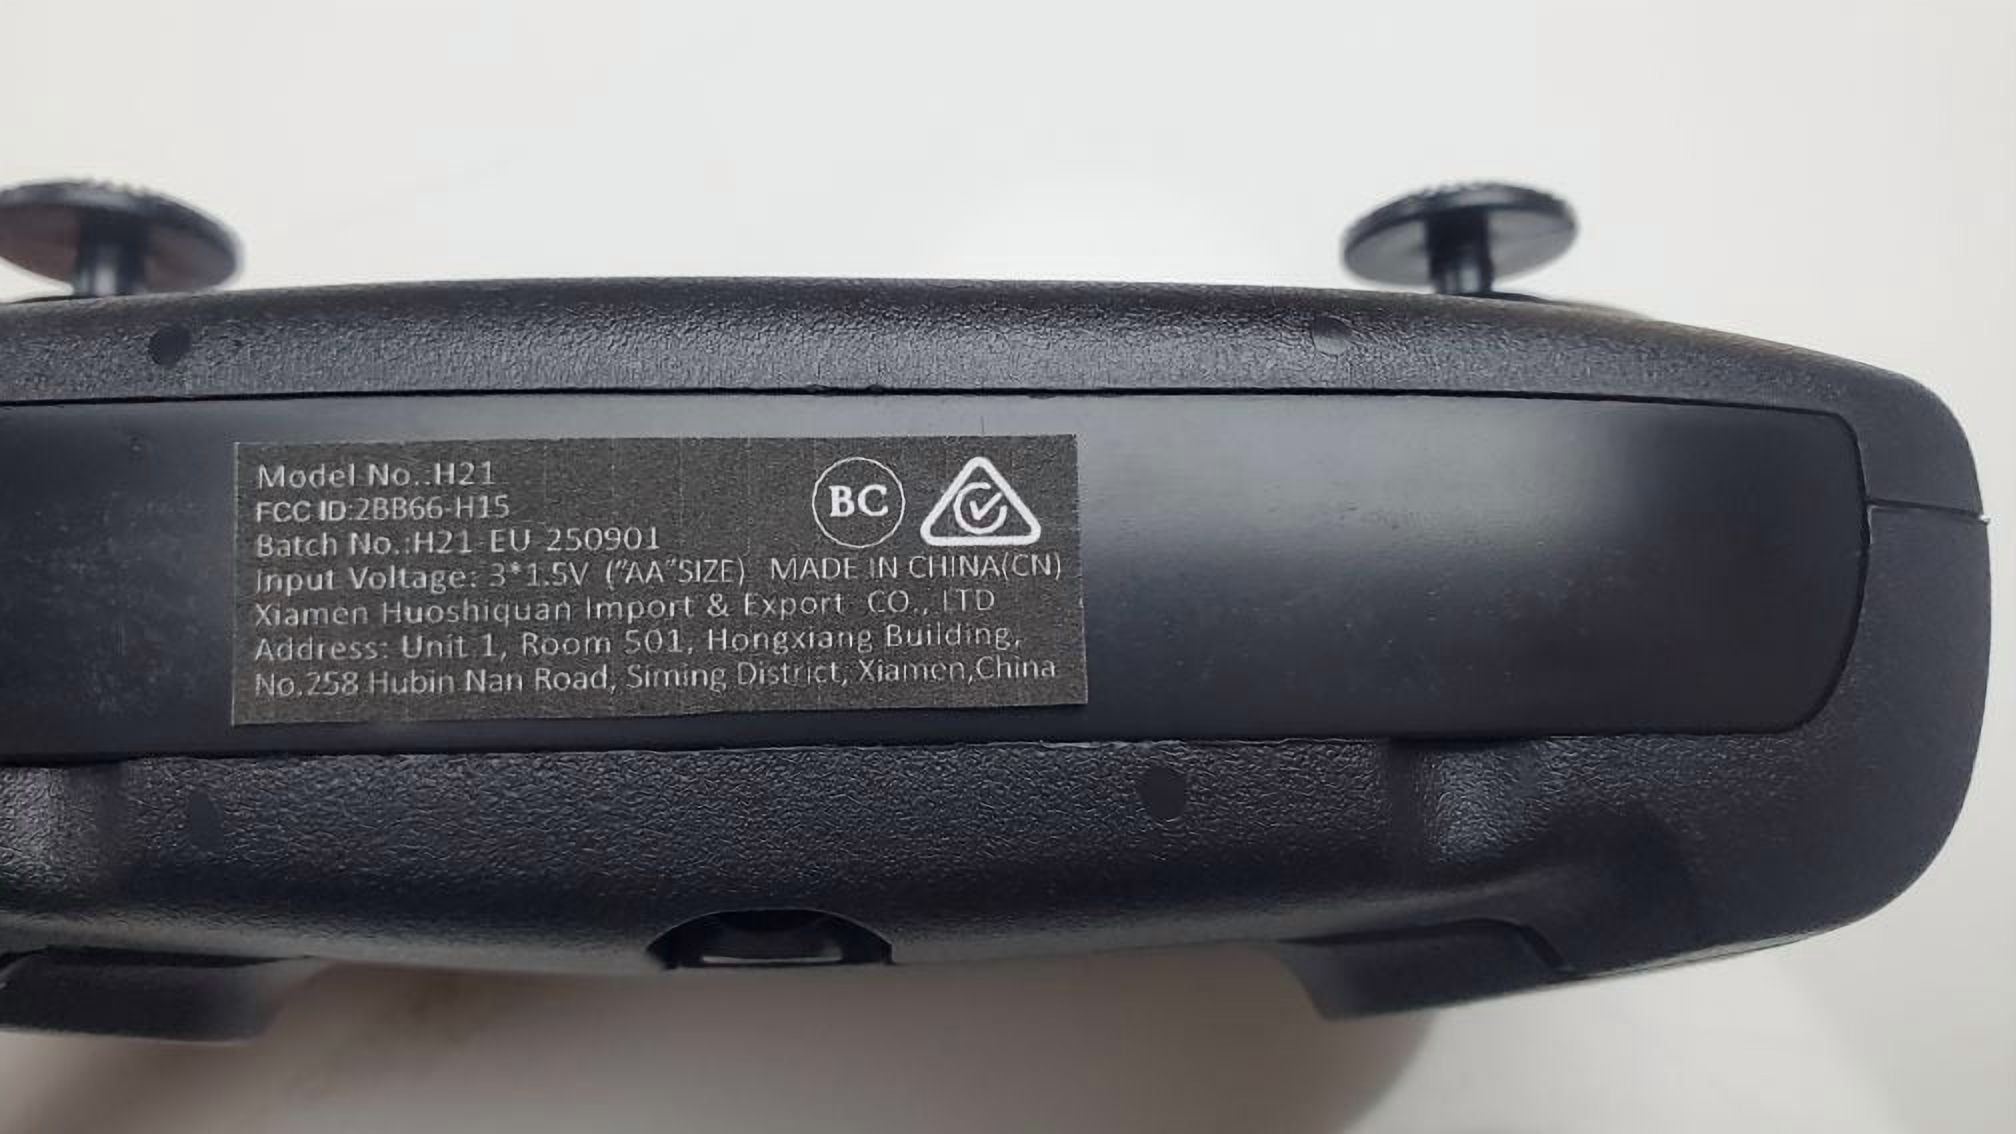 Model No.:H21
FCC ID:2BB66-H15
Batch No.:H21-EU-250901
Input Voltage: 3*1.5V ("AA"SIZE) MADE IN CHINA(CN)
Xiamen Huoshiquan Import & Export CO., LTD
Address: Unit 1, Room 501, Hongxiang Building,
No.258 Hubin Nan Road, Siming District, Xiamen,China
BC